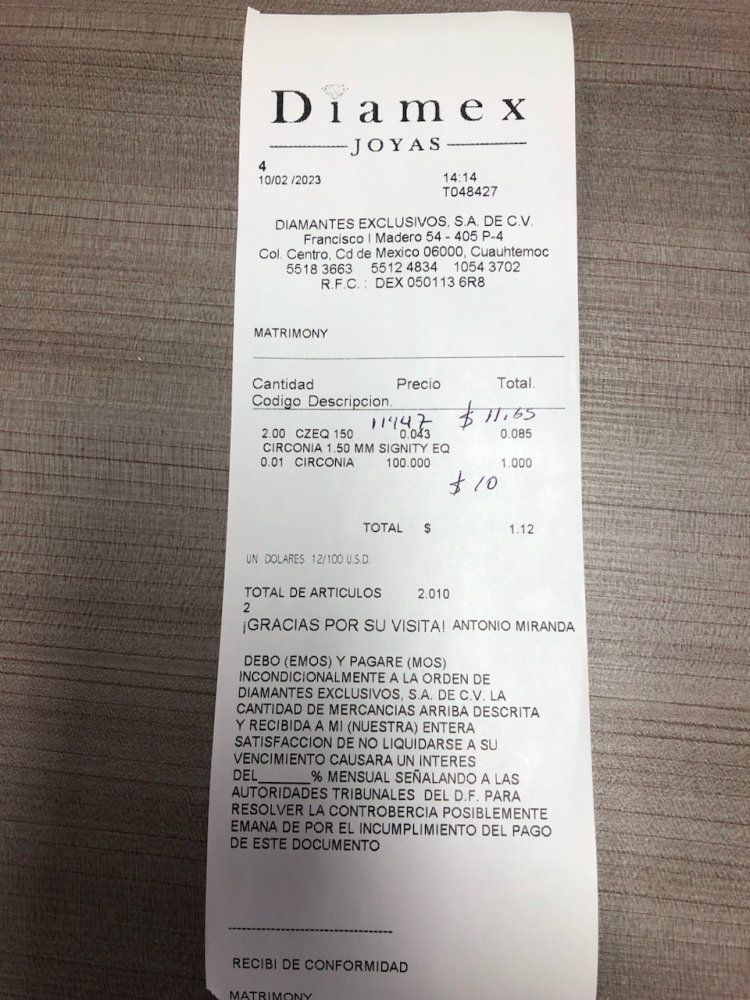 Diamex
JOYAS
4
10/02 /2023 14:14
T048427
DIAMANTES EXCLUSIVOS, S.A. DE C.V.
Francisco I Madero 54 - 405 P-4
Col. Centro, Cd de Mexico 06000, Cuauhtemoc
5518 3663 5512 4834 1054 3702
R.F.C. : DEX 050113 6R8
MATRIMONY
Cantidad Precio Total.
Codigo Descripcion.
11447 $ 11.65
2.00 CZEQ 150 0.043 0.085
CIRCONIA 1.50 MM SIGNITY EQ
0.01 CIRCONIA 100.000 1.000
$ 10
TOTAL $ 1.12
UN DOLARES 12/100 U.S.D.
TOTAL DE ARTICULOS 2.010
2
¡GRACIAS POR SU VISITA! ANTONIO MIRANDA
DEBO (EMOS) Y PAGARE (MOS)
INCONDICIONALMENTE A LA ORDEN DE
DIAMANTES EXCLUSIVOS, S.A. DE C.V. LA
CANTIDAD DE MERCANCIAS ARRIBA DESCRITA
Y RECIBIDA A MI (NUESTRA) ENTERA
SATISFACCION DE NO LIQUIDARSE A SU
VENCIMIENTO CAUSARA UN INTERES
DEL______% MENSUAL SEÑALANDO A LAS
AUTORIDADES TRIBUNALES DEL D.F. PARA
RESOLVER LA CONTROBERCIA POSIBLEMENTE
EMANA DE POR EL INCUMPLIMIENTO DEL PAGO
DE ESTE DOCUMENTO
RECIBI DE CONFORMIDAD
MATRIMONY